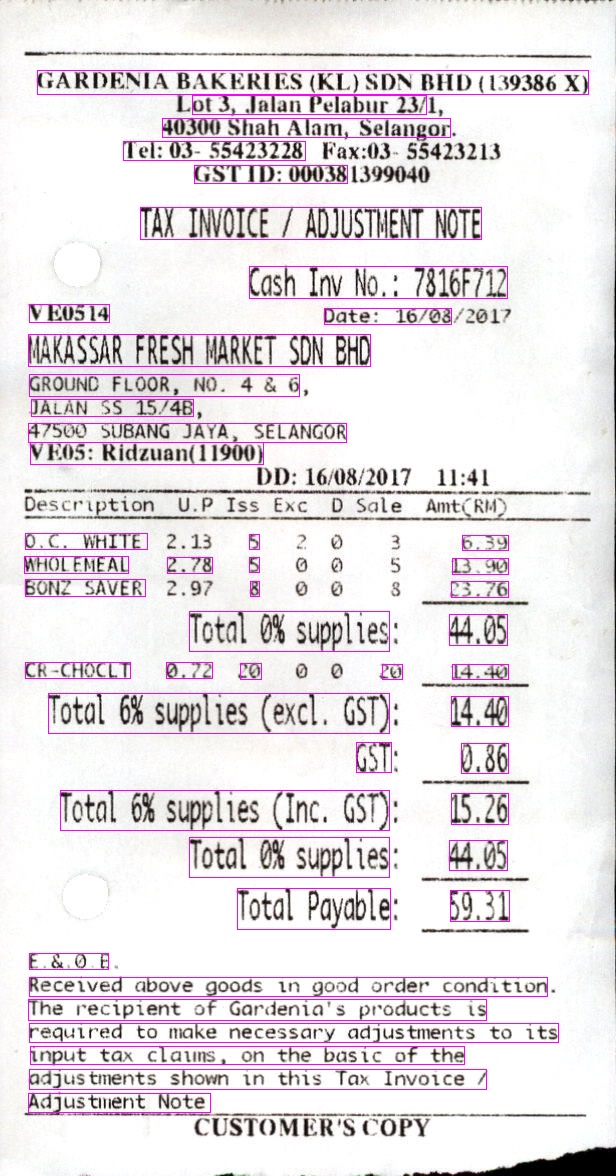 GARDENIA BAKERIES (KL) SDN BHD (139386 X)
Lot 3, Jalan Pelabur 23/1,
40300 Shah Alam, Selangor.
Tel: 03- 55423228 Fax:03- 55423213
GST ID: 000381399040
TAX INVOICE / ADJUSTMENT NOTE
Cash Inv No.: 7816F712
VE0514 Date: 16/08/2017
MAKASSAR FRESH MARKET SDN BHD
GROUND FLOOR, NO. 4 & 6,
JALAN SS 15/4B,
47500 SUBANG JAYA, SELANGOR
VE05: Ridzuan(11900)
DD: 16/08/2017 11:41
Description U.P Iss Exc D Sale Amt(RM)
O.C. WHITE 2.13 5 2 0 3 6.39
WHOLEMEAL 2.78 5 0 0 5 13.90
BONZ SAVER 2.97 8 0 0 8 23.76
Total 0% supplies: 44.05
CR-CHOCLT 0.72 20 0 0 20 14.40
Total 6% supplies (excl. GST): 14.40
GST: 0.86
Total 6% supplies (Inc. GST): 15.26
Total 0% supplies: 44.05
Total Payable: 59.31
E.&.O.E.
Received above goods in good order condition.
The recipient of Gardenia's products is
required to make necessary adjustments to its
input tax claims, on the basic of the
adjustments shown in this Tax Invoice /
Adjustment Note
CUSTOMER'S COPY